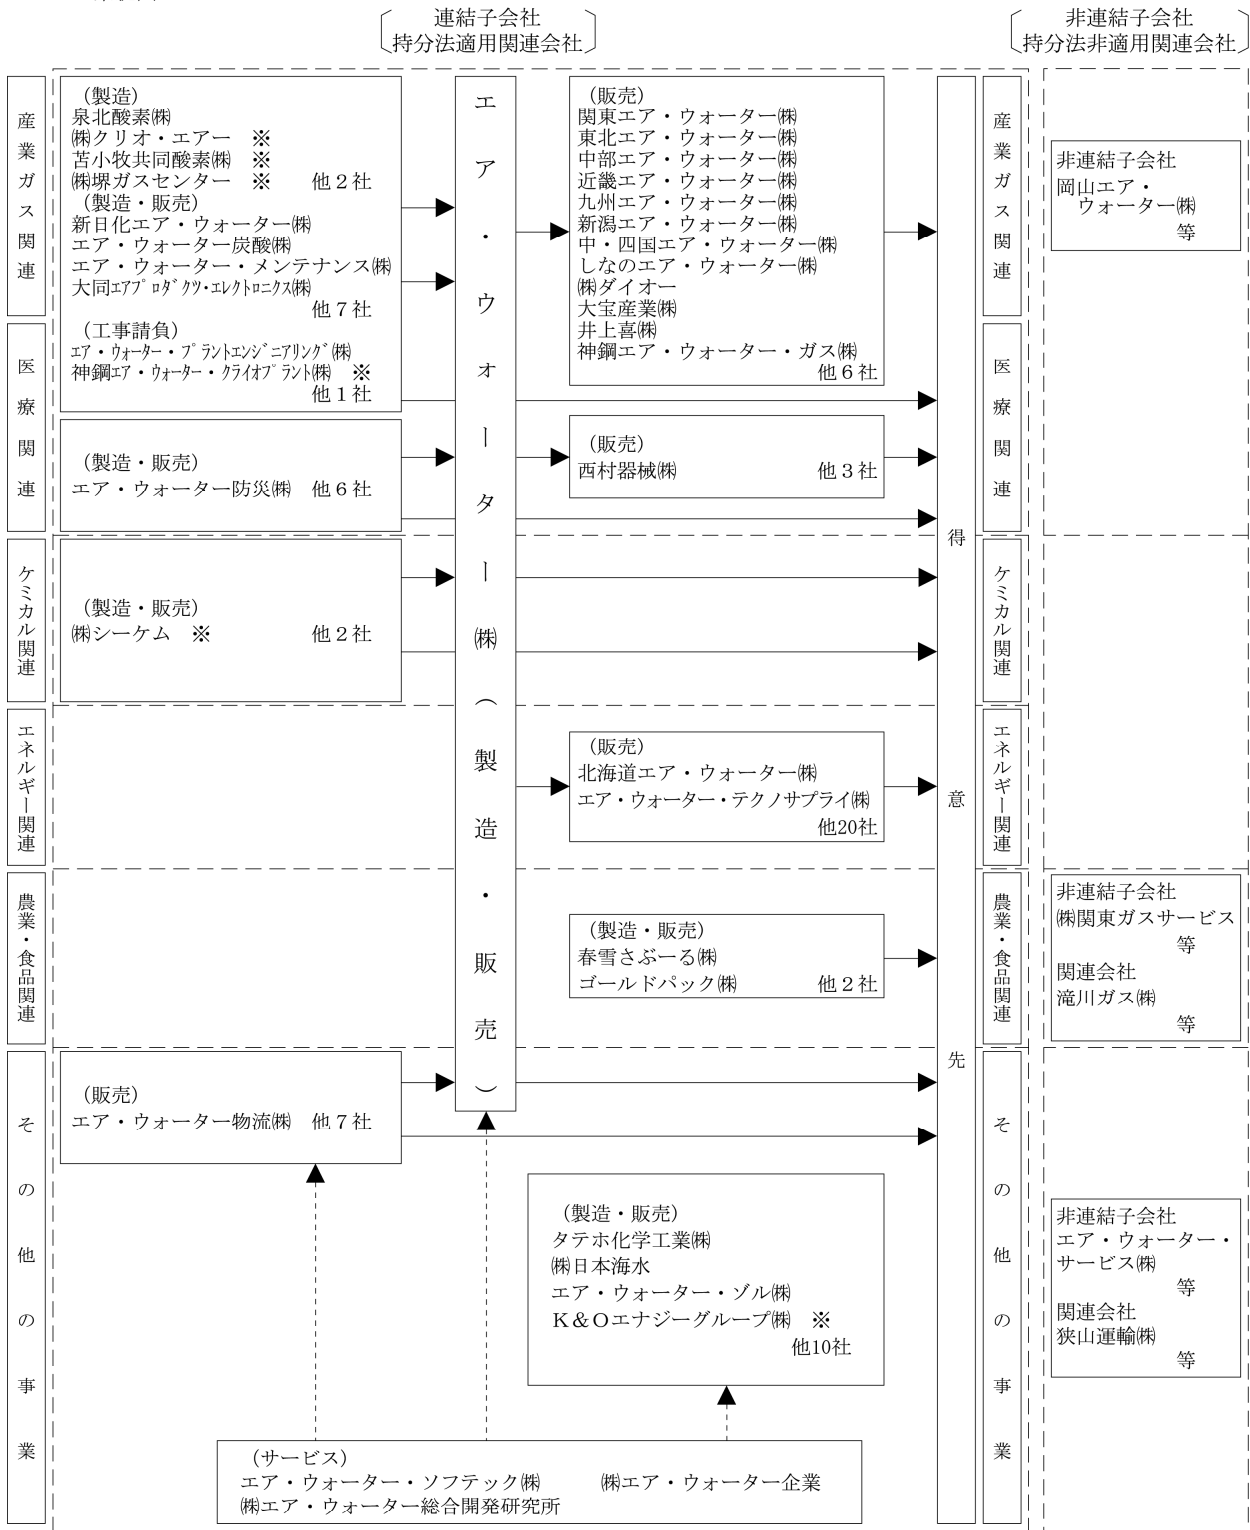 連結子会社
持分法適用関連会社
非連結子会社
持分法非適用関連会社
産業ガス関連
（製造）
泉北酸素㈱
㈱クリオ・エアー　※
苫小牧共同酸素㈱　※
㈱堺ガスセンター　※　　他２社
（製造・販売）
新日化エア・ウォーター㈱
エア・ウォーター炭酸㈱
エア・ウォーター・メンテナンス㈱
大同ｴｱﾌﾟﾛﾀﾞｸﾂ･ｴﾚｸﾄﾛﾆｸｽ㈱
他７社
（工事請負）
ｴｱ・ｳｫｰﾀｰ・ﾌﾟﾗﾝﾄｴﾝｼﾞﾆｱﾘﾝｸﾞ㈱
神鋼ｴｱ・ｳｫｰﾀｰ・ｸﾗｲｵﾌﾟﾗﾝﾄ㈱　※
他１社
エア・ウォーター㈱（製造・販売）
（販売）
関東エア・ウォーター㈱
東北エア・ウォーター㈱
中部エア・ウォーター㈱
近畿エア・ウォーター㈱
九州エア・ウォーター㈱
新潟エア・ウォーター㈱
中・四国エア・ウォーター㈱
しなのエア・ウォーター㈱
㈱ダイオー
大宝産業㈱
井上喜㈱
神鋼エア・ウォーター・ガス㈱
他６社
得意先
産業ガス関連
非連結子会社
岡山エア・
ウォーター㈱
等
医療関連
（製造・販売）
エア・ウォーター防災㈱　他６社
（販売）
西村器械㈱　他３社
医療関連
ケミカル関連
（製造・販売）
㈱シーケム　※　他２社
ケミカル関連
エネルギー関連
（販売）
北海道エア・ウォーター㈱
エア・ウォーター・テクノサプライ㈱
他20社
エネルギー関連
農業・食品関連
（製造・販売）
春雪さぶーる㈱
ゴールドパック㈱　他２社
農業・食品関連
非連結子会社
㈱関東ガスサービス
等
関連会社
滝川ガス㈱
等
その他の事業
（販売）
エア・ウォーター物流㈱　他７社
（製造・販売）
タテホ化学工業㈱
㈱日本海水
エア・ウォーター・ゾル㈱
Ｋ＆Ｏエナジーグループ㈱　※
他10社
その他の事業
非連結子会社
エア・ウォーター・
サービス㈱
等
関連会社
狭山運輸㈱
等
（サービス）
エア・ウォーター・ソフテック㈱　㈱エア・ウォーター企業
㈱エア・ウォーター総合開発研究所